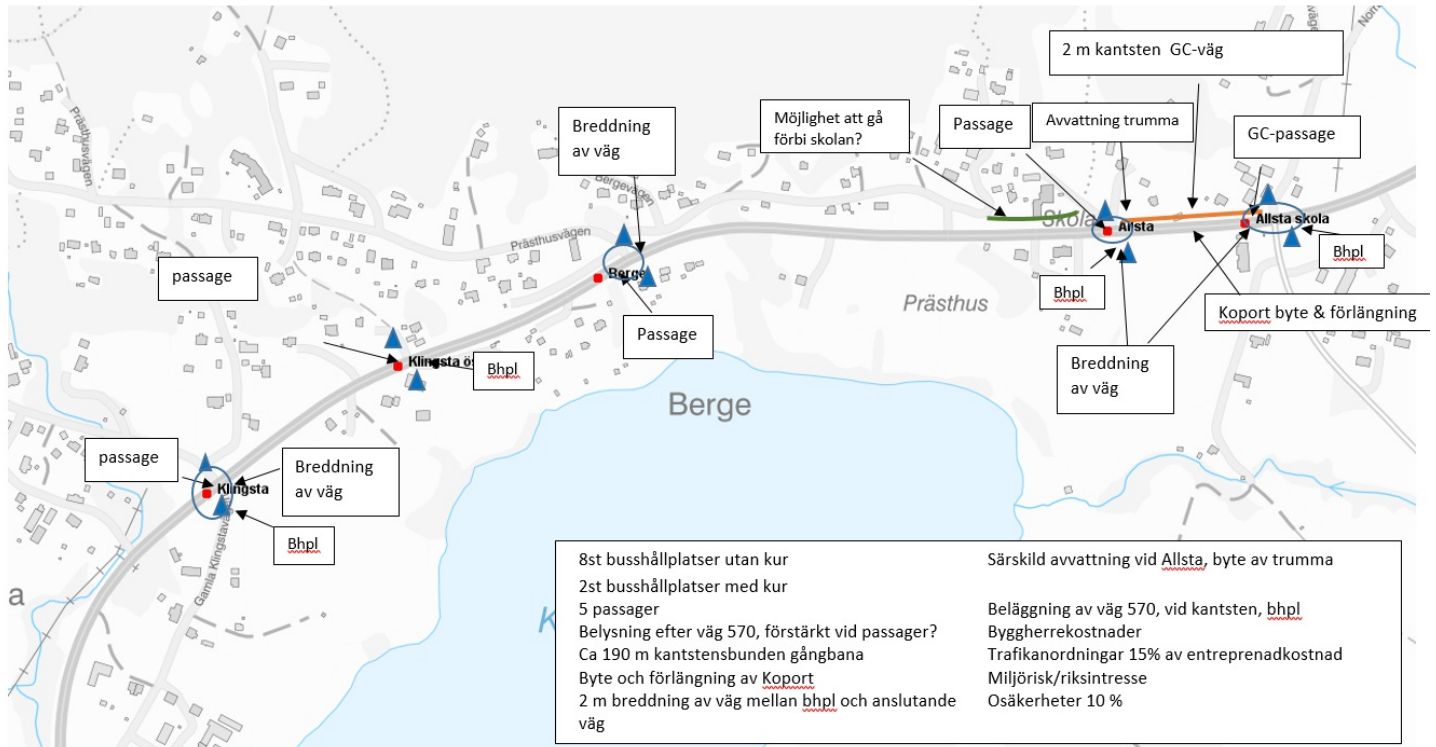 2 m kantsten GC-väg
Breddning
av väg
Möjlighet att gå
förbi skolan?
Passage
Avvattning trumma
GC-passage
Prästhusvägen
Bergevägen
Skola
Allsta
Allsta skola
Bhpl
Prästhusvägen
passage
Berge
Bhpl
Prästhus
Koport byte & förlängning
Passage
Klingsta ös
Bhpl
Breddning
av väg
Berge
passage
Breddning
av väg
Klingsta
Bhpl
Gamla Klingstaväg
a
K
8st busshållplatser utan kur
2st busshållplatser med kur
5 passager
Belysning efter väg 570, förstärkt vid passager?
Ca 190 m kantstensbunden gångbana
Byte och förlängning av Koport
2 m breddning av väg mellan bhpl och anslutande
väg
Särskild avvattning vid Allsta, byte av trumma
Beläggning av väg 570, vid kantsten, bhpl
Byggherrekostnader
Trafikanordningar 15% av entreprenadkostnad
Miljörisk/riksintresse
Osäkerheter 10 %